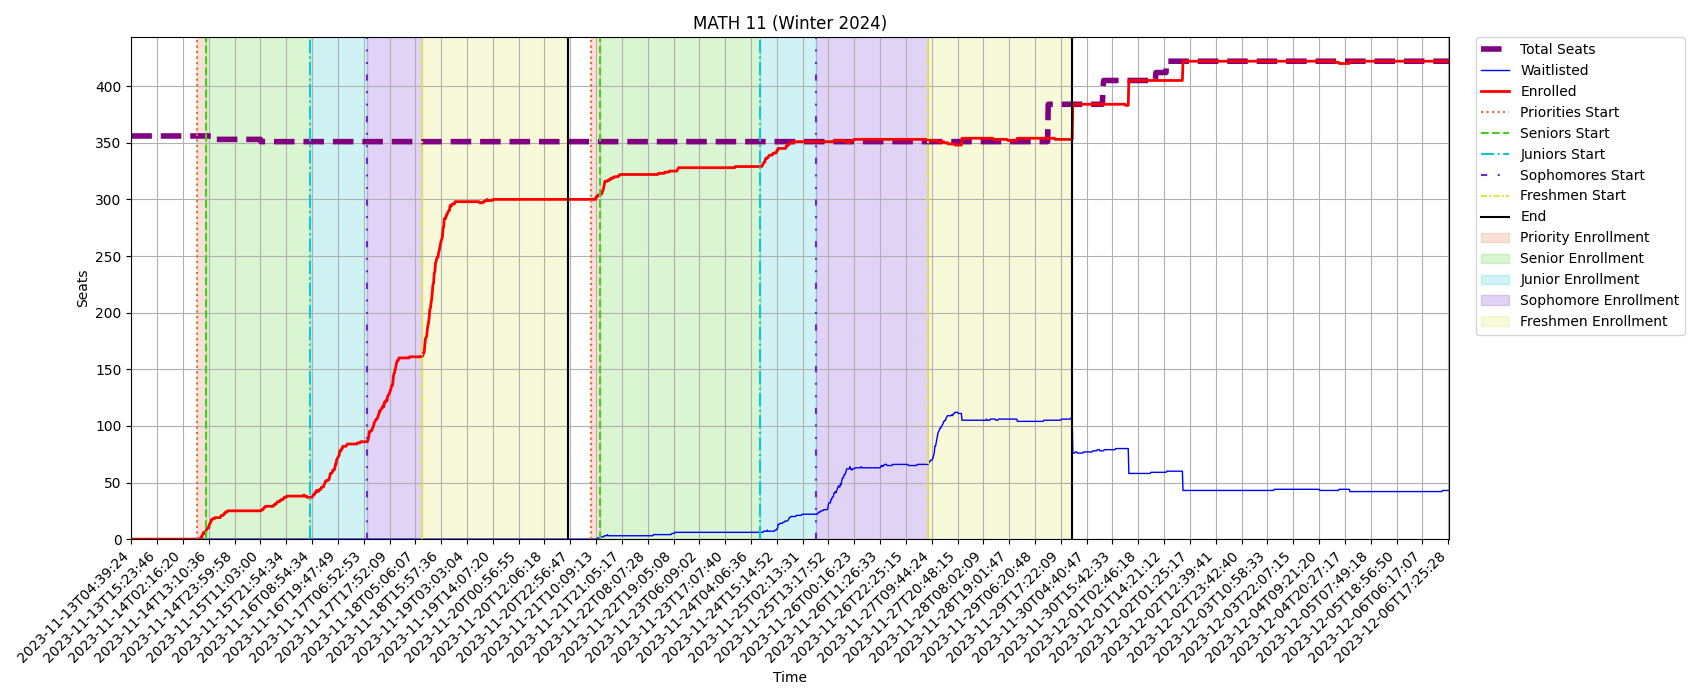 MATH 11 (Winter 2024)
Seats
400
350
300
250
200
150
100
50
0
2023-11-13T04:39:24
2023-11-13T15:23:46
2023-11-14T02:16:20
2023-11-14T13:10:36
2023-11-14T23:59:58
2023-11-15T11:03:00
2023-11-15T21:54:34
2023-11-16T08:54:34
2023-11-16T19:47:49
2023-11-17T06:52:53
2023-11-17T17:52:09
2023-11-18T05:06:07
2023-11-18T15:57:36
2023-11-19T03:03:04
2023-11-19T14:07:20
2023-11-20T00:56:55
2023-11-20T12:06:18
2023-11-20T22:56:47
2023-11-21T10:09:13
2023-11-21T21:05:17
2023-11-22T08:07:28
2023-11-22T19:05:08
2023-11-23T06:09:02
2023-11-23T17:07:40
2023-11-24T04:06:36
2023-11-24T15:14:52
2023-11-25T02:13:31
2023-11-25T13:17:52
2023-11-26T00:16:23
2023-11-26T11:26:33
2023-11-26T22:25:15
2023-11-27T09:44:24
2023-11-27T20:48:15
2023-11-28T08:02:09
2023-11-28T19:01:47
2023-11-29T06:20:48
2023-11-29T17:22:09
2023-11-30T04:40:47
2023-11-30T15:42:33
2023-12-01T02:46:18
2023-12-01T14:21:12
2023-12-02T01:25:17
2023-12-02T12:39:41
2023-12-02T23:42:40
2023-12-03T10:58:33
2023-12-03T22:07:15
2023-12-04T09:21:20
2023-12-04T20:27:17
2023-12-05T07:49:18
2023-12-05T18:56:50
2023-12-06T06:17:07
2023-12-06T17:25:28
Time
Total Seats
Waitlisted
Enrolled
Priorities Start
Seniors Start
Juniors Start
Sophomores Start
Freshmen Start
End
Priority Enrollment
Senior Enrollment
Junior Enrollment
Sophomore Enrollment
Freshmen Enrollment